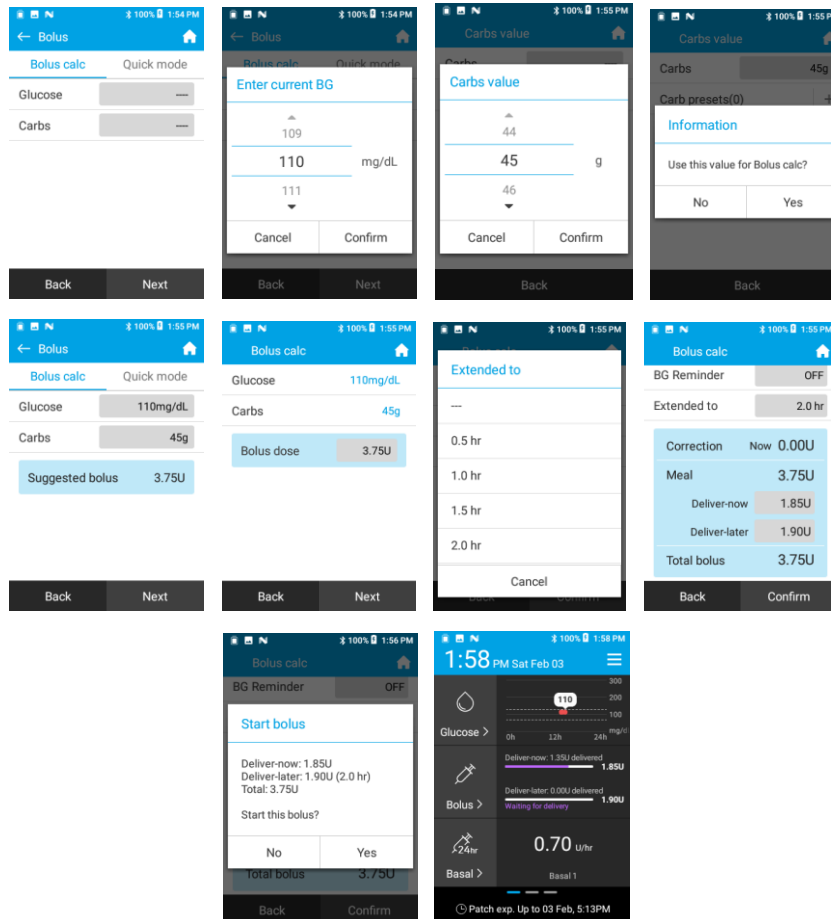 100% 1:54 PM
← Bolus
Bolus calc Quick mode
Glucose ---
Carbs ---
Back Next
100% 1:54 PM
← Bolus
Bolus calc Quick mode
Enter current BG
109
110 mg/dL
111
Cancel Confirm
Back Next
100% 1:55 PM
Carbs value
Carbs
Carbs value
44
45 g
46
Cancel Confirm
Back
100% 1:55 PM
Carbs value
Carbs 45g
Carb presets(0) +
Information
Use this value for Bolus calc?
No Yes
Back
100% 1:55 PM
← Bolus
Bolus calc Quick mode
Glucose 110mg/dL
Carbs 45g
Suggested bolus 3.75U
Back Next
100% 1:55 PM
Bolus calc
Glucose 110mg/dL
Carbs 45g
Bolus dose 3.75U
Back Next
100% 1:55 PM
Bolus calc
Extended to
---
0.5 hr
1.0 hr
1.5 hr
2.0 hr
Cancel
Back Confirm
100% 1:55 PM
Bolus calc
BG Reminder OFF
Extended to 2.0 hr
Correction Now 0.00U
Meal 3.75U
Deliver-now 1.85U
Deliver-later 1.90U
Total bolus 3.75U
Back Confirm
100% 1:56 PM
Bolus calc
BG Reminder OFF
Start bolus
Deliver-now: 1.85U
Deliver-later: 1.90U (2.0 hr)
Total: 3.75U
Start this bolus?
No Yes
Total bolus 3.75U
Back Confirm
100% 1:58 PM
1:58 PM Sat Feb 03
300
110 200
100
Glucose > 0h 12h 24h mg/d
Deliver-now: 1.35U delivered
1.85U
Deliver-later: 0.00U delivered
1.90U
Bolus > Waiting for delivery
24hr 0.70 U/hr
Basal > Basal 1
Patch exp. Up to 03 Feb, 5:13PM